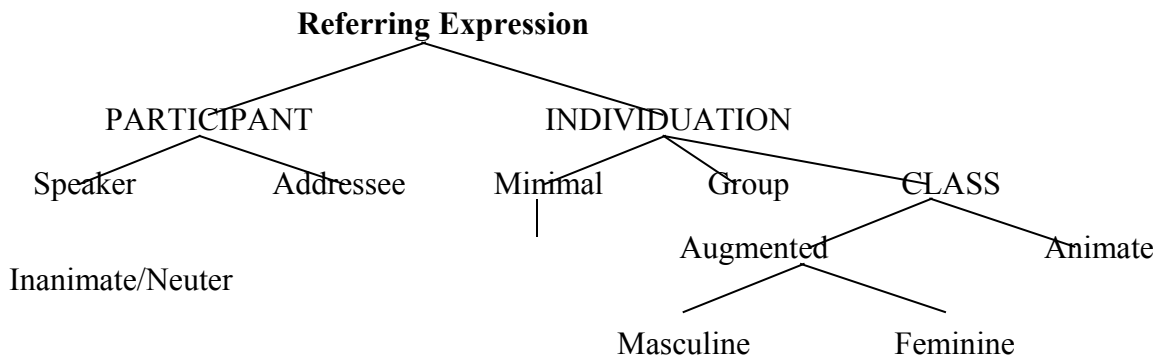 Referring Expression
PARTICIPANT INDIVIDUATION
Speaker Addressee Minimal Group CLASS
Augmented Animate
Inanimate/Neuter
Masculine Feminine